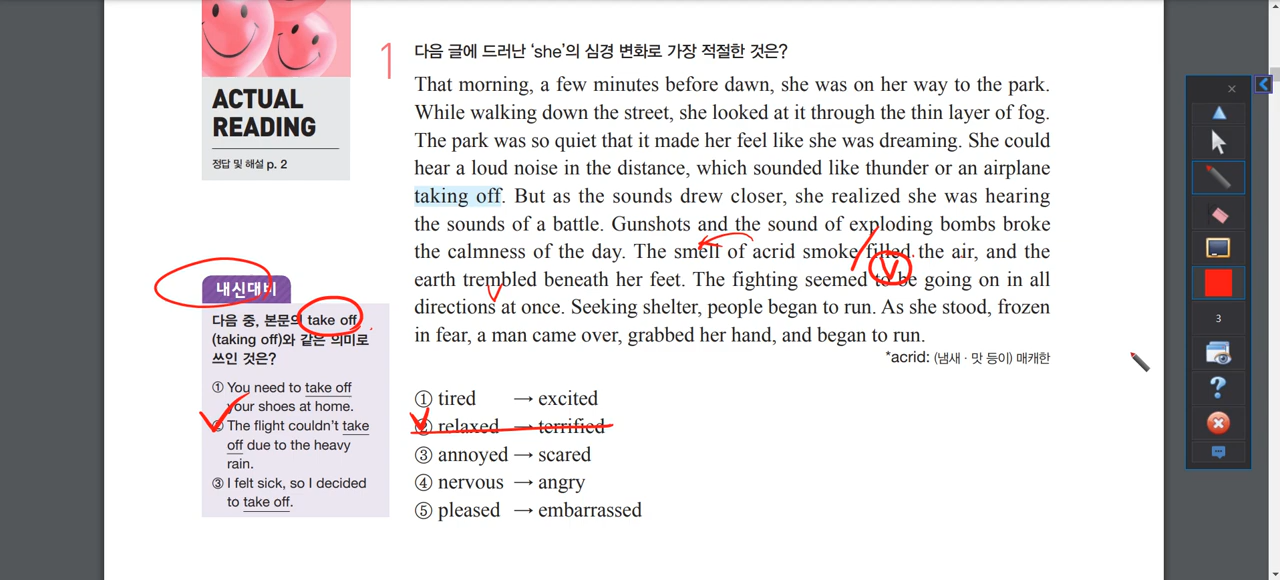 ACTUAL
READING
정답 및 해설 p. 2
1
다음 글에 드러난 ‘she’의 심경 변화로 가장 적절한 것은?
That morning, a few minutes before dawn, she was on her way to the park.
While walking down the street, she looked at it through the thin layer of fog.
The park was so quiet that it made her feel like she was dreaming. She could
hear a loud noise in the distance, which sounded like thunder or an airplane
taking off. But as the sounds drew closer, she realized she was hearing
the sounds of a battle. Gunshots and the sound of exploding bombs broke
the calmness of the day. The smell of acrid smoke filled the air, and the
earth trembled beneath her feet. The fighting seemed to be going on in all
directions at once. Seeking shelter, people began to run. As she stood, frozen
in fear, a man came over, grabbed her hand, and began to run.
*acrid: (냄새 · 맛 등이) 매캐한
① tired → excited
② relaxed → terrified
③ annoyed → scared
④ nervous → angry
⑤ pleased → embarrassed
내신대비
다음 중, 본문의 take off
(taking off)와 같은 의미로
쓰인 것은?
① You need to take off
your shoes at home.
② The flight couldn’t take
off due to the heavy
rain.
③ I felt sick, so I decided
to take off.
V
3
?